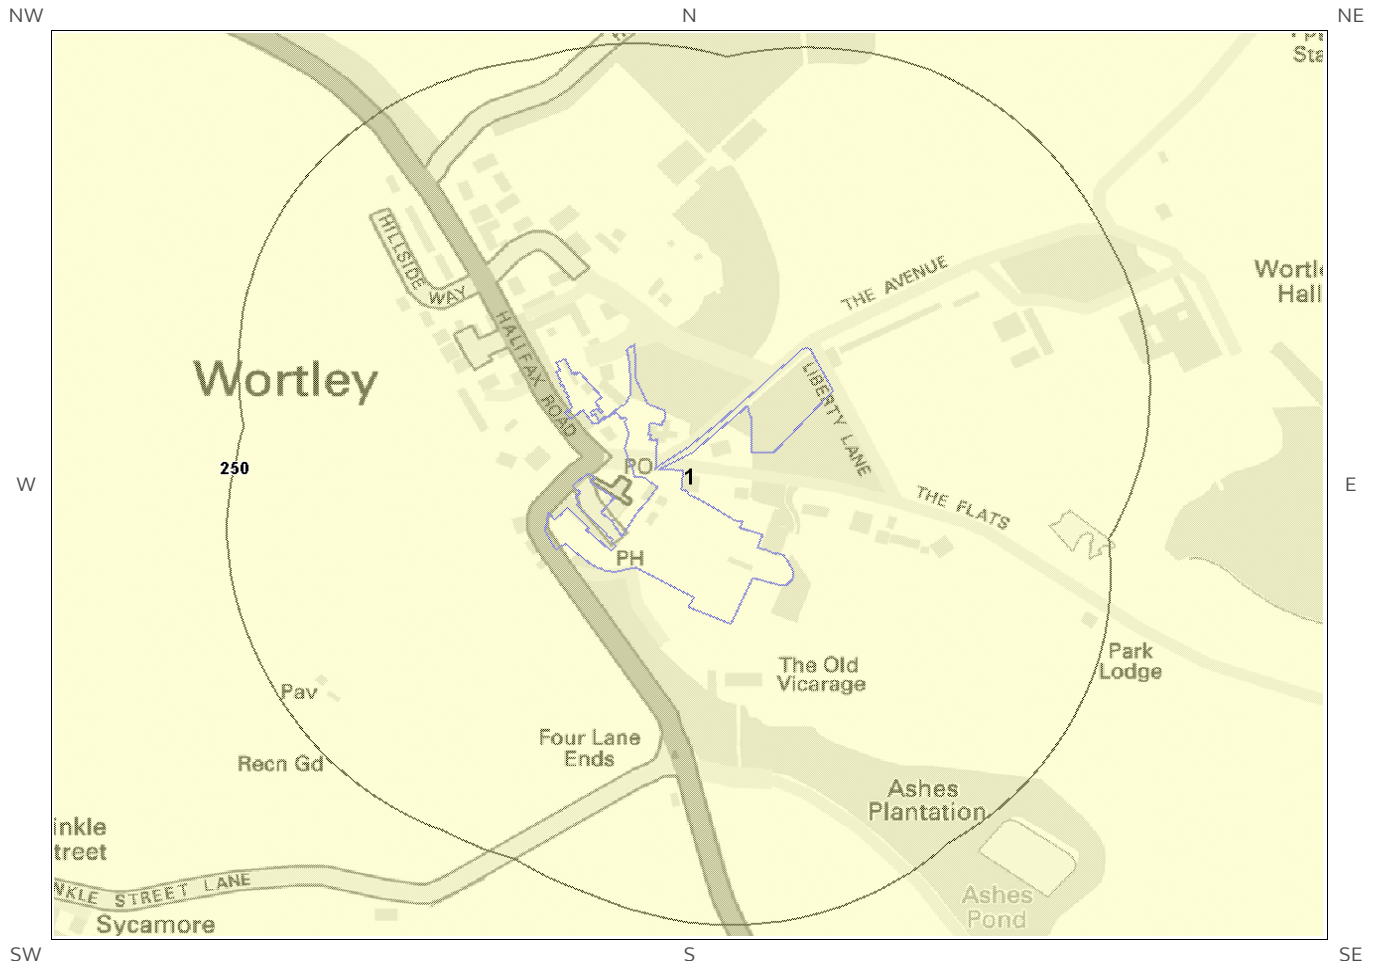 NW
N
NE
Sta
HILLSIDE
WAY
THE AVENUE
Wortle
Hall
HALIFAX ROAD
Wortley
LIBERTY LANE
PO
250
1
W
E
THE FLATS
PH
The Old
Vicarage
Park
Lodge
Pav
Four Lane
Ends
Recn Gd
Ashes
Plantation
inkle
treet
NKLE STREET LANE
Ashes
Pond
Sycamore
SW
S
SE